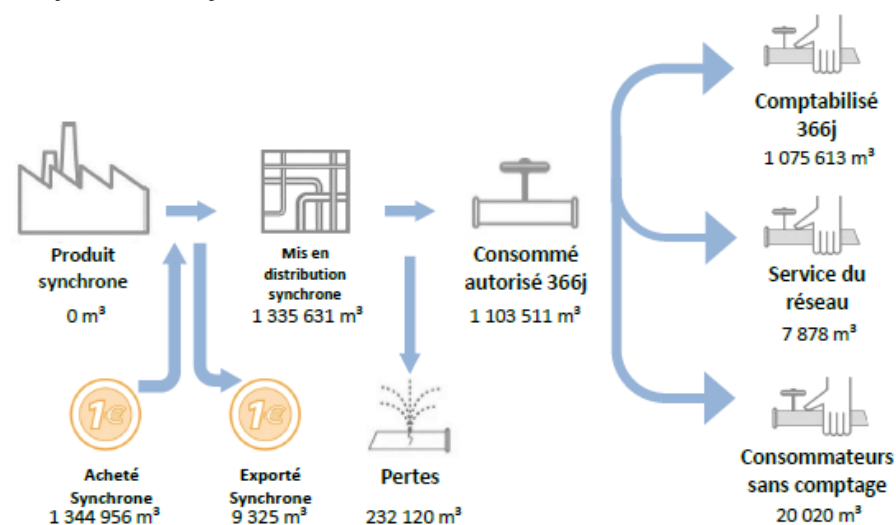 Comptabilisé
366j
1 075 613 m³
Produit
synchrone
0 m³
Mis en
distribution
synchrone
1 335 631 m³
Consommé
autorisé 366j
1 103 511 m³
Service du
réseau
7 878 m³
1€
Acheté
Synchrone
1 344 956 m³
1€
Exporté
Synchrone
9 325 m³
Pertes
232 120 m³
Consommateurs
sans comptage
20 020 m³